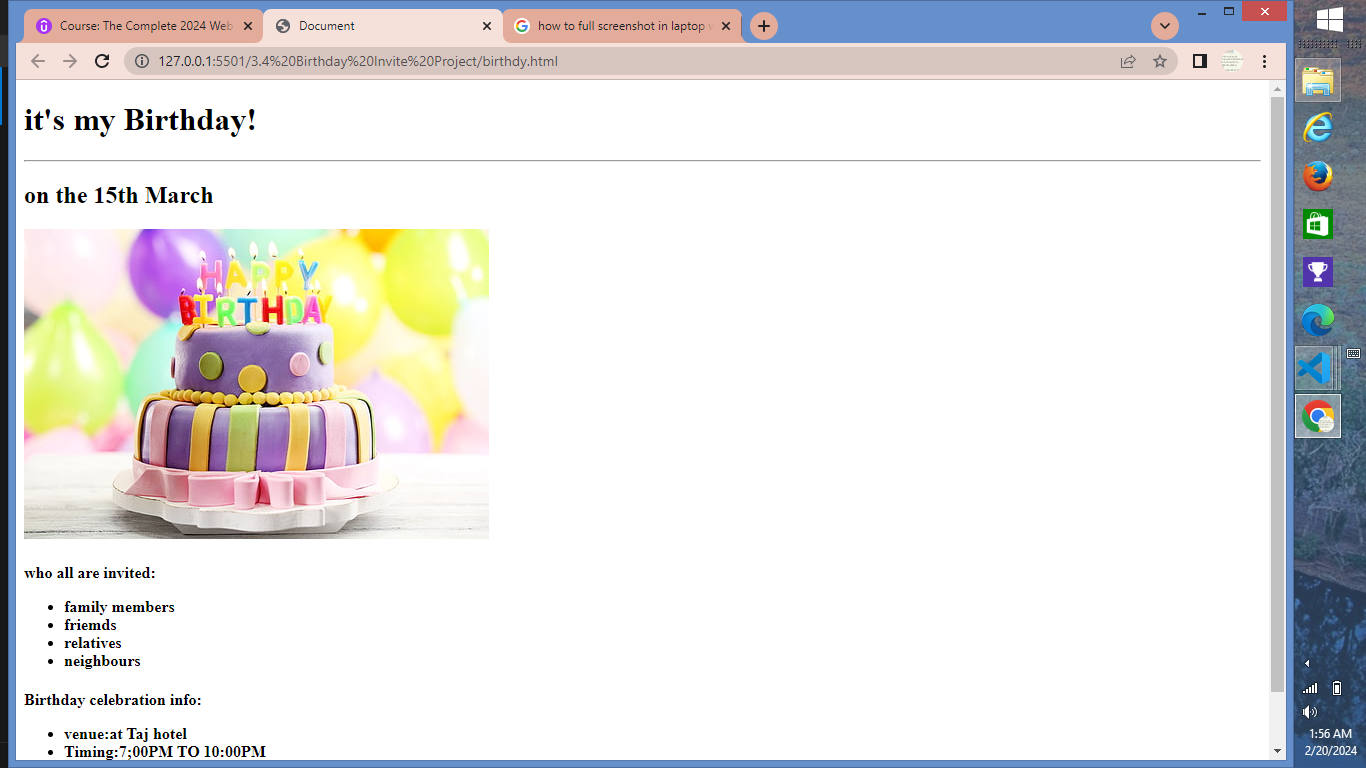 Course: The Complete 2024 Web
Document
how to full screenshot in laptop
127.0.0.1:5501/3.4%20Birthday%20Invite%20Project/birthdy.html
it's my Birthday!
on the 15th March
HAPPY
BIRTHDAY
who all are invited:
family members
friemds
relatives
neighbours
Birthday celebration info:
venue:at Taj hotel
Timing:7;00PM TO 10:00PM
1:56 AM
2/20/2024